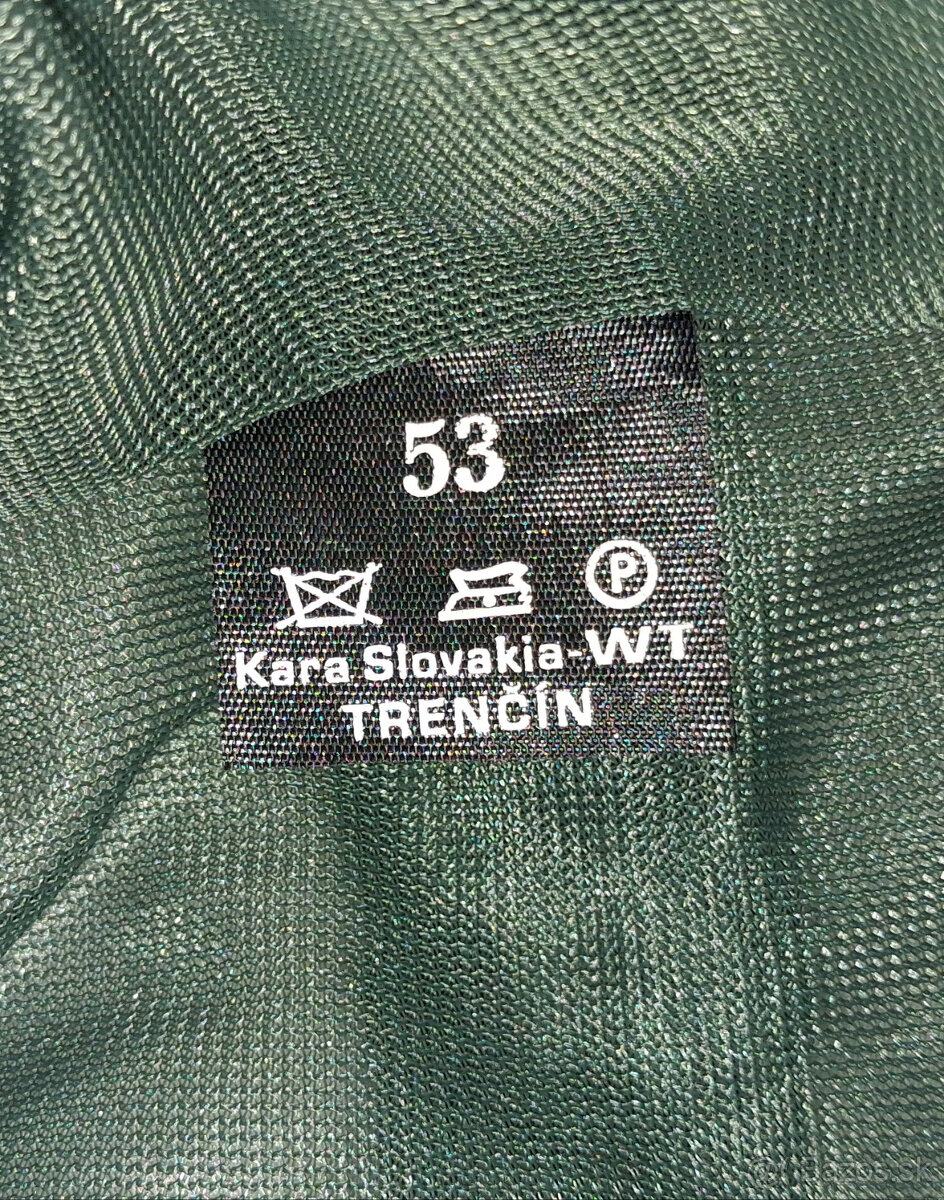 53
P
Kara Slovakia-WT
TRENČÍN